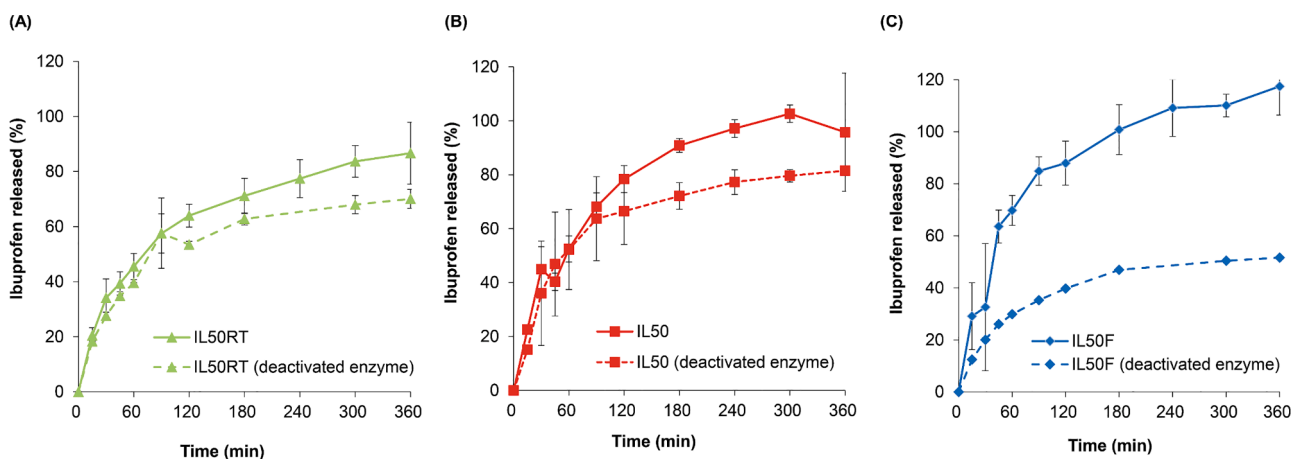 (A)
Ibuprofen released (%)
120
100
80
60
40
20
0
0 60 120 180 240 300 360
Time (min)
IL50RT
IL50RT (deactivated enzyme)
(B)
Ibuprofen released (%)
120
100
80
60
40
20
0
0 60 120 180 240 300 360
Time (min)
IL50
IL50 (deactivated enzyme)
(C)
Ibuprofen released (%)
120
100
80
60
40
20
0
0 60 120 180 240 300 360
Time (min)
IL50F
IL50F (deactivated enzyme)